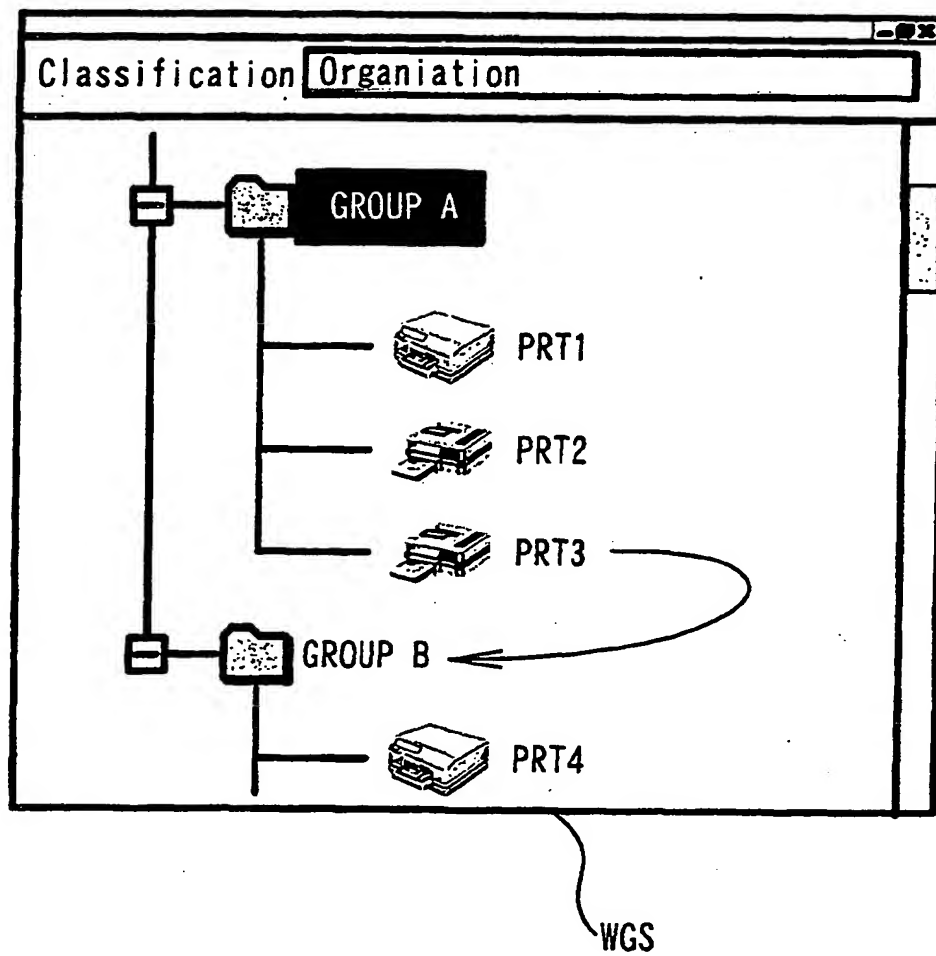 Classification Organiation
GROUP A
PRT1
PRT2
PRT3
GROUP B
PRT4
WGS